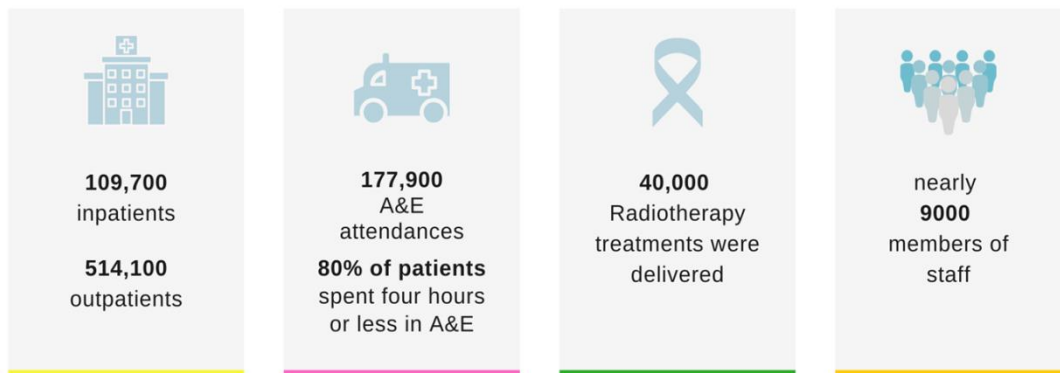 109,700
inpatients
514,100
outpatients
177,900
A&E
attendances
80% of patients
spent four hours
or less in A&E
40,000
Radiotherapy
treatments were
delivered
nearly
9000
members of
staff